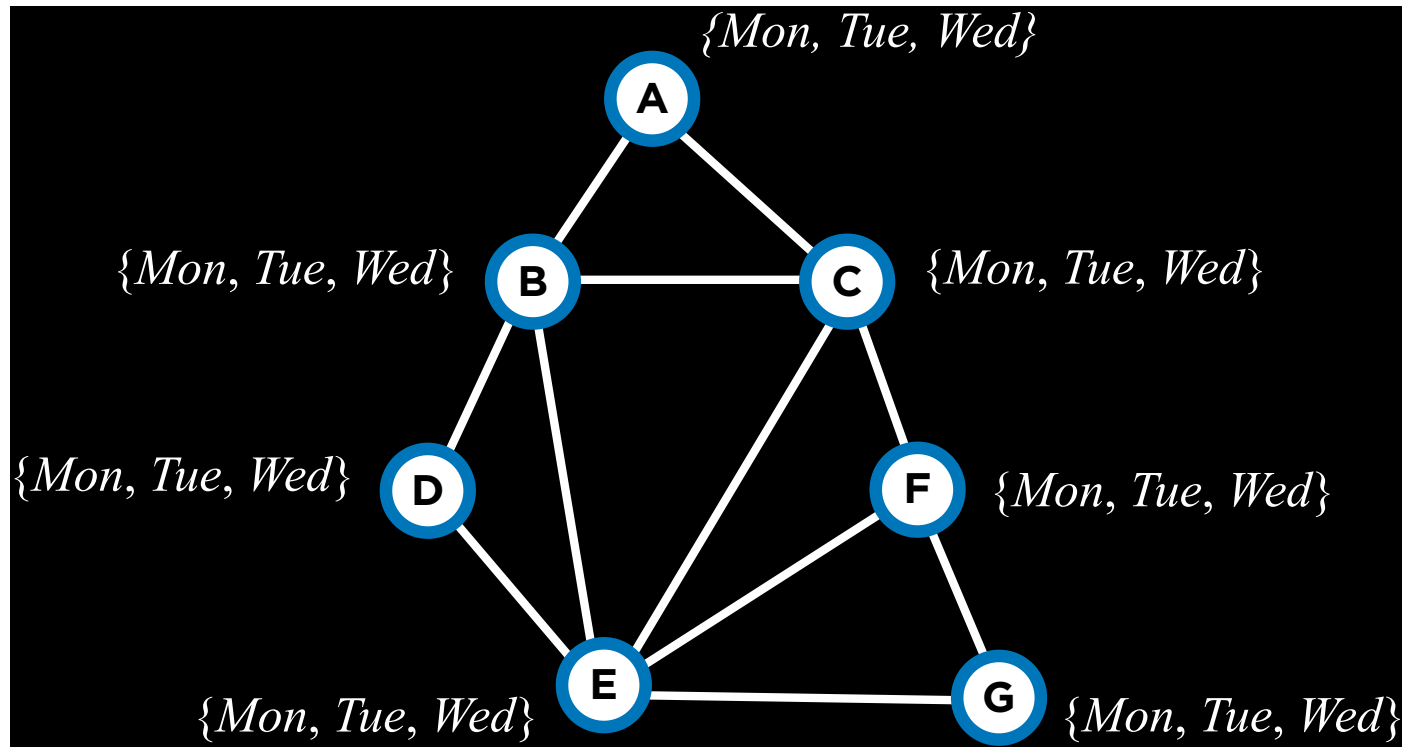 {Mon, Tue, Wed}
A
{Mon, Tue, Wed} B C {Mon, Tue, Wed}
{Mon, Tue, Wed} D F {Mon, Tue, Wed}
{Mon, Tue, Wed} E G {Mon, Tue, Wed}